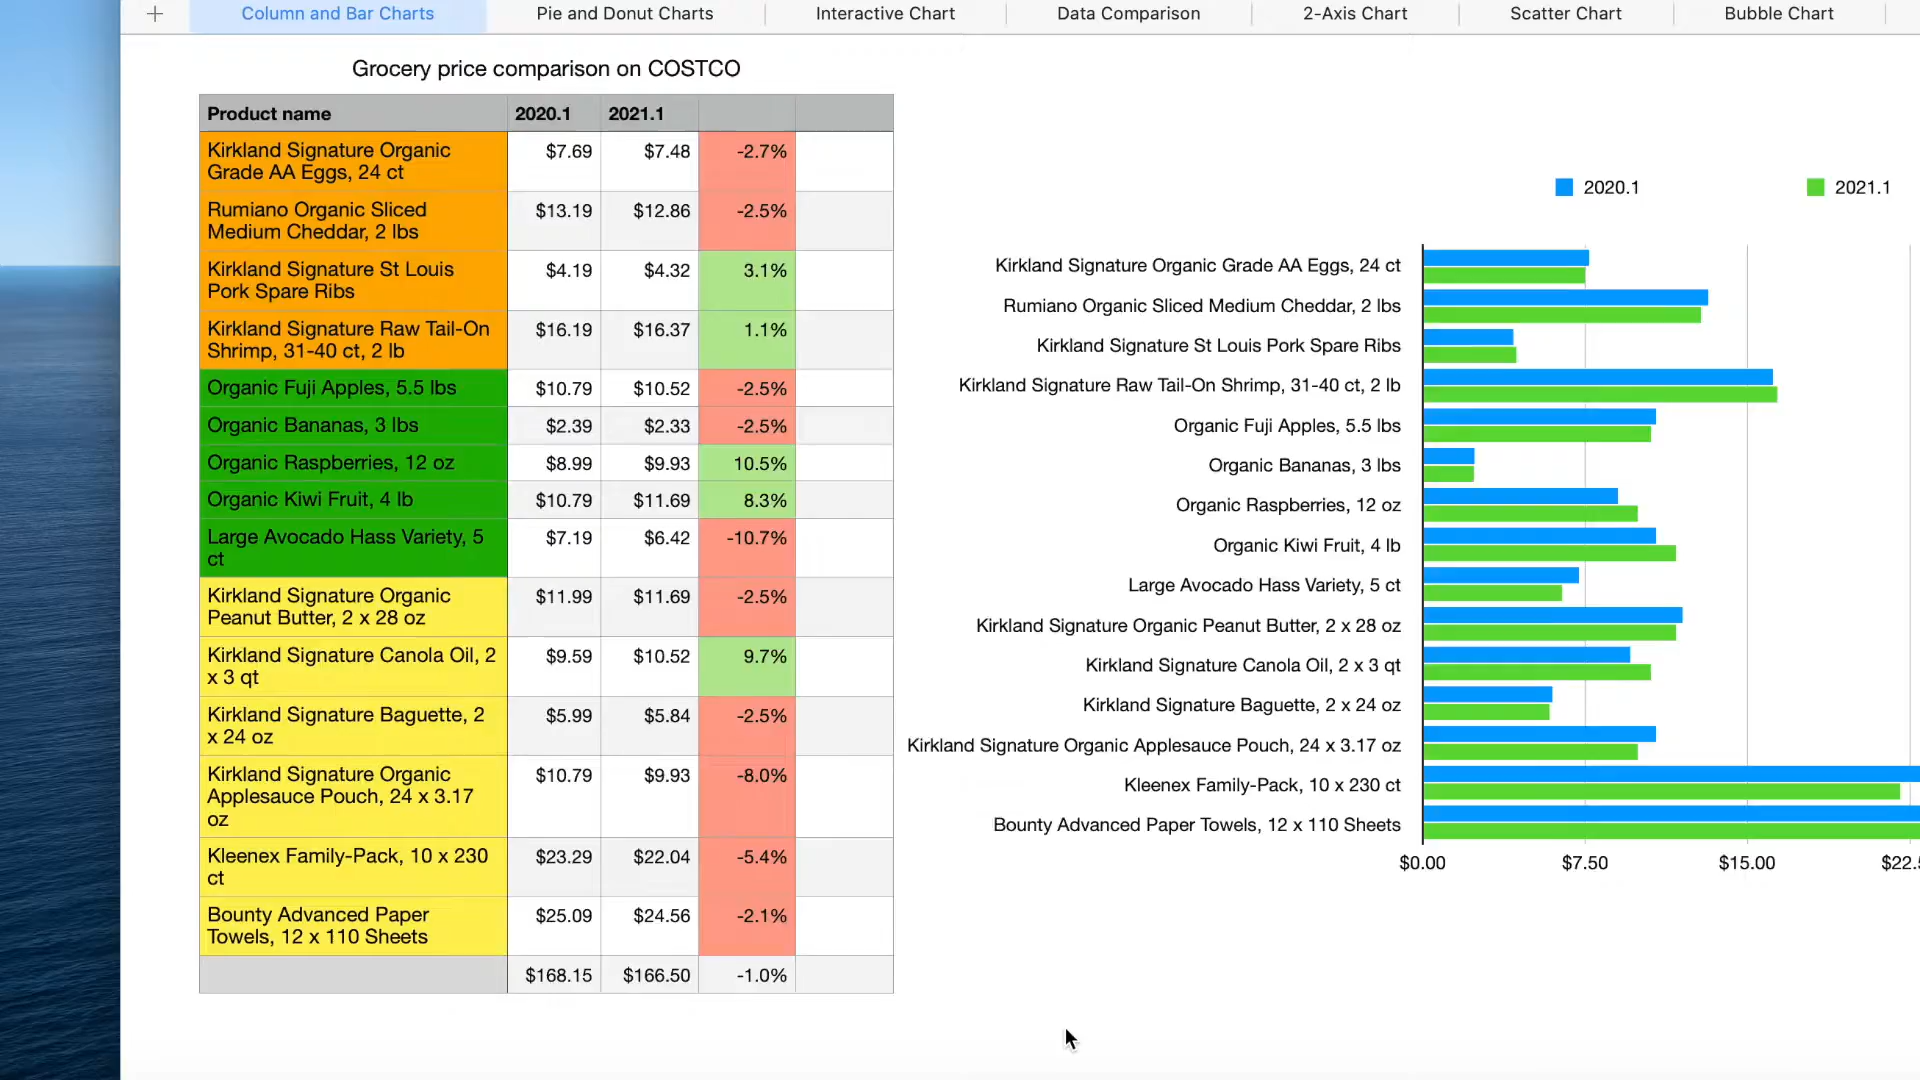 Column and Bar Charts
Pie and Donut Charts
Interactive Chart
Data Comparison
2-Axis Chart
Scatter Chart
Bubble Chart
Grocery price comparison on COSTCO
Product name 2020.1 2021.1
Kirkland Signature Organic
Grade AA Eggs, 24 ct
$7.69 $7.48 -2.7%
Rumiano Organic Sliced
Medium Cheddar, 2 lbs
$13.19 $12.86 -2.5%
Kirkland Signature St Louis
Pork Spare Ribs
$4.19 $4.32 3.1%
Kirkland Signature Raw Tail-On
Shrimp, 31-40 ct, 2 lb
$16.19 $16.37 1.1%
Organic Fuji Apples, 5.5 lbs $10.79 $10.52 -2.5%
Organic Bananas, 3 lbs $2.39 $2.33 -2.5%
Organic Raspberries, 12 oz $8.99 $9.93 10.5%
Organic Kiwi Fruit, 4 lb $10.79 $11.69 8.3%
Large Avocado Hass Variety, 5
ct
$7.19 $6.42 -10.7%
Kirkland Signature Organic
Peanut Butter, 2 x 28 oz
$11.99 $11.69 -2.5%
Kirkland Signature Canola Oil, 2
x 3 qt
$9.59 $10.52 9.7%
Kirkland Signature Baguette, 2
x 24 oz
$5.99 $5.84 -2.5%
Kirkland Signature Organic
Applesauce Pouch, 24 x 3.17
oz
$10.79 $9.93 -8.0%
Kleenex Family-Pack, 10 x 230
ct
$23.29 $22.04 -5.4%
Bounty Advanced Paper
Towels, 12 x 110 Sheets
$25.09 $24.56 -2.1%
$168.15 $166.50 -1.0%
2020.1 2021.1
Kirkland Signature Organic Grade AA Eggs, 24 ct
Rumiano Organic Sliced Medium Cheddar, 2 lbs
Kirkland Signature St Louis Pork Spare Ribs
Kirkland Signature Raw Tail-On Shrimp, 31-40 ct, 2 lb
Organic Fuji Apples, 5.5 lbs
Organic Bananas, 3 lbs
Organic Raspberries, 12 oz
Organic Kiwi Fruit, 4 lb
Large Avocado Hass Variety, 5 ct
Kirkland Signature Organic Peanut Butter, 2 x 28 oz
Kirkland Signature Canola Oil, 2 x 3 qt
Kirkland Signature Baguette, 2 x 24 oz
Kirkland Signature Organic Applesauce Pouch, 24 x 3.17 oz
Kleenex Family-Pack, 10 x 230 ct
Bounty Advanced Paper Towels, 12 x 110 Sheets
$0.00 $7.50 $15.00